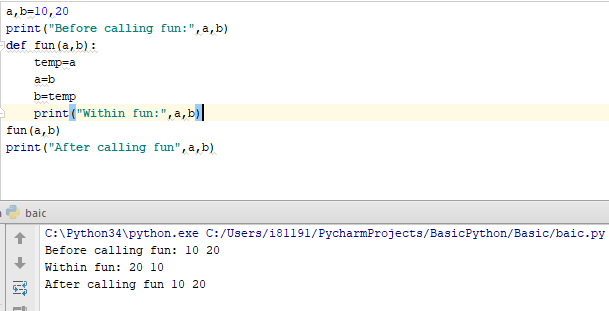 a,b=10,20
print("Before calling fun:",a,b)
def fun(a,b):
    temp=a
    a=b
    b=temp
    print("Within fun:",a,b)
fun(a,b)
print("After calling fun",a,b)
baic
C:\Python34\python.exe C:/Users/i81191/PycharmProjects/BasicPython/Basic/baic.py
Before calling fun: 10 20
Within fun: 20 10
After calling fun 10 20